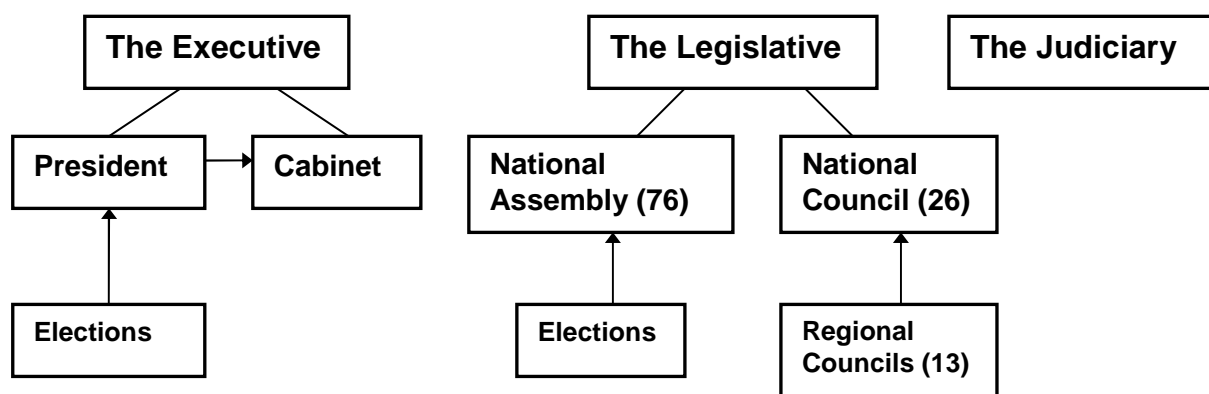 The Executive
The Legislative
The Judiciary
President
Cabinet
National
Assembly (76)
National
Council (26)
Elections
Elections
Regional
Councils (13)